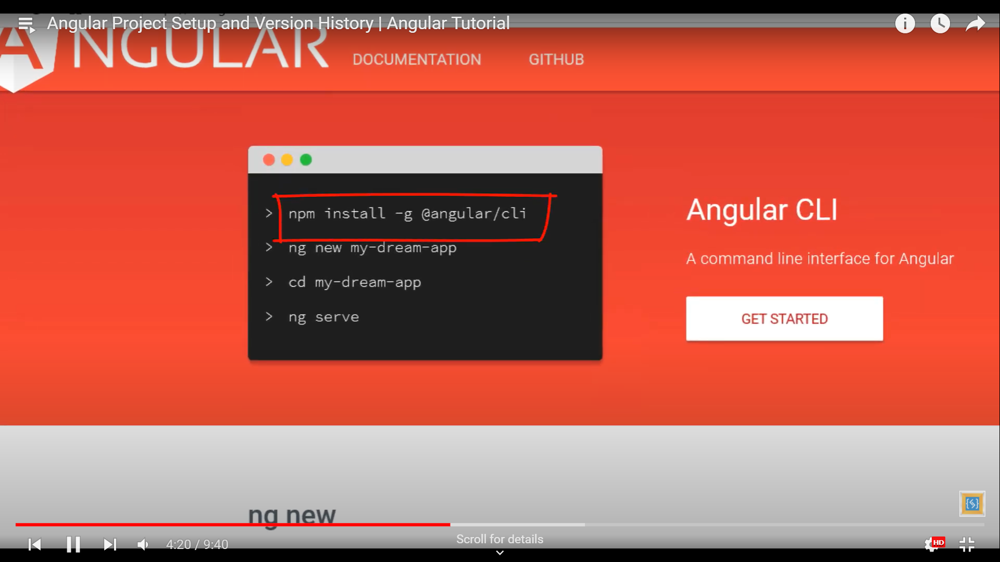 Angular Project Setup and Version History | Angular Tutorial
ANGULAR
DOCUMENTATION GITHUB
> npm install -g @angular/cli
> ng new my-dream-app
> cd my-dream-app
> ng serve
Angular CLI
A command line interface for Angular
GET STARTED
ng new
Scroll for details
4:20 / 9:40
HD